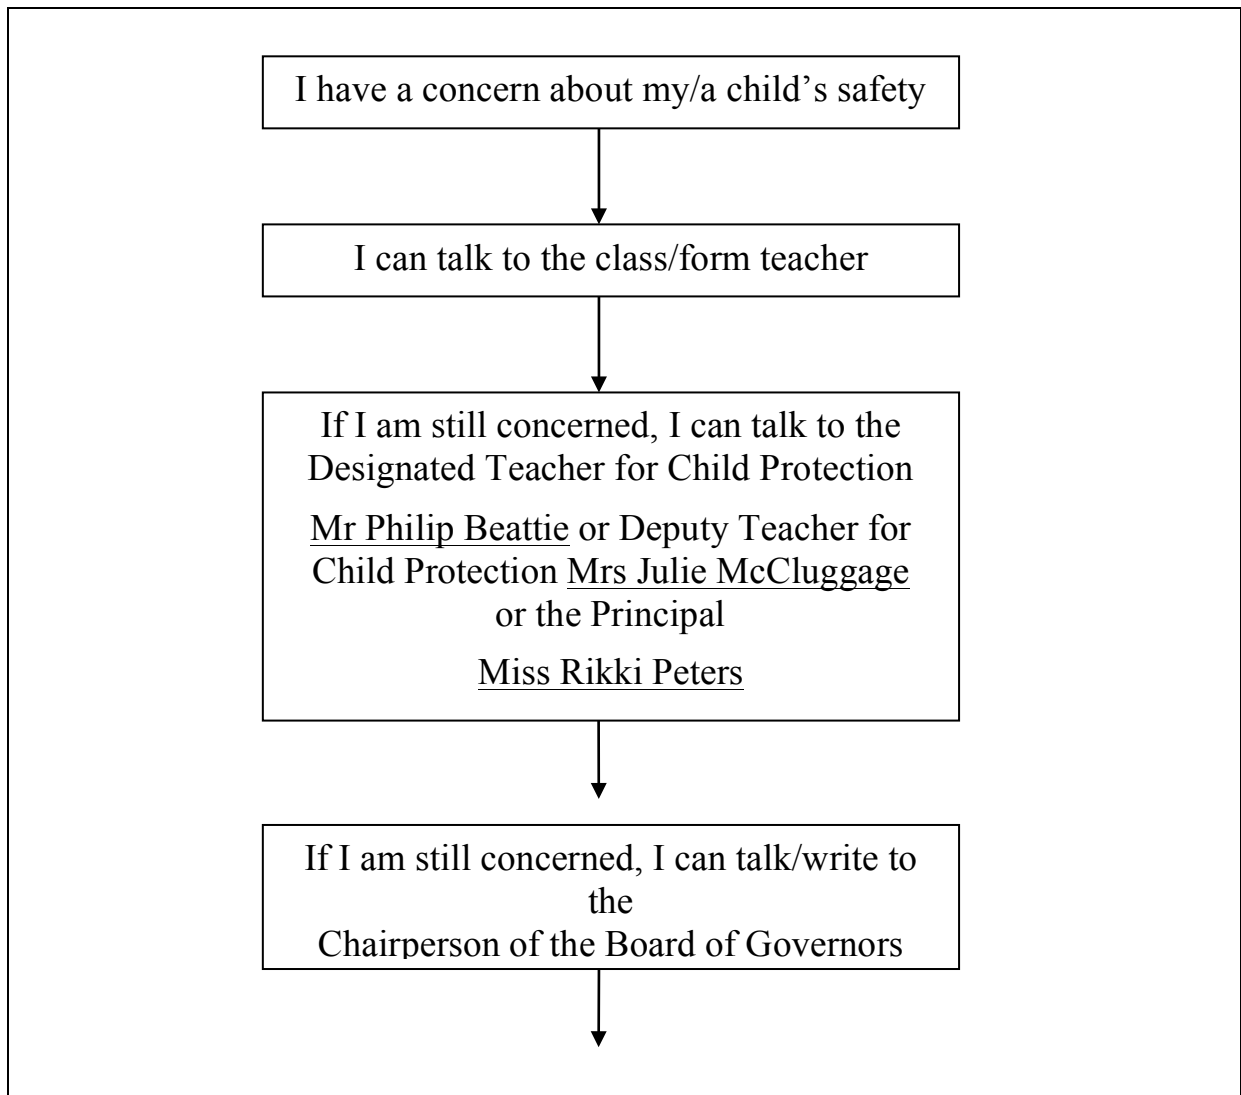 I have a concern about my/a child’s safety
I can talk to the class/form teacher
If I am still concerned, I can talk to the
Designated Teacher for Child Protection
Mr Philip Beattie or Deputy Teacher for
Child Protection Mrs Julie McCluggage
or the Principal
Miss Rikki Peters
If I am still concerned, I can talk/write to
the
Chairperson of the Board of Governors